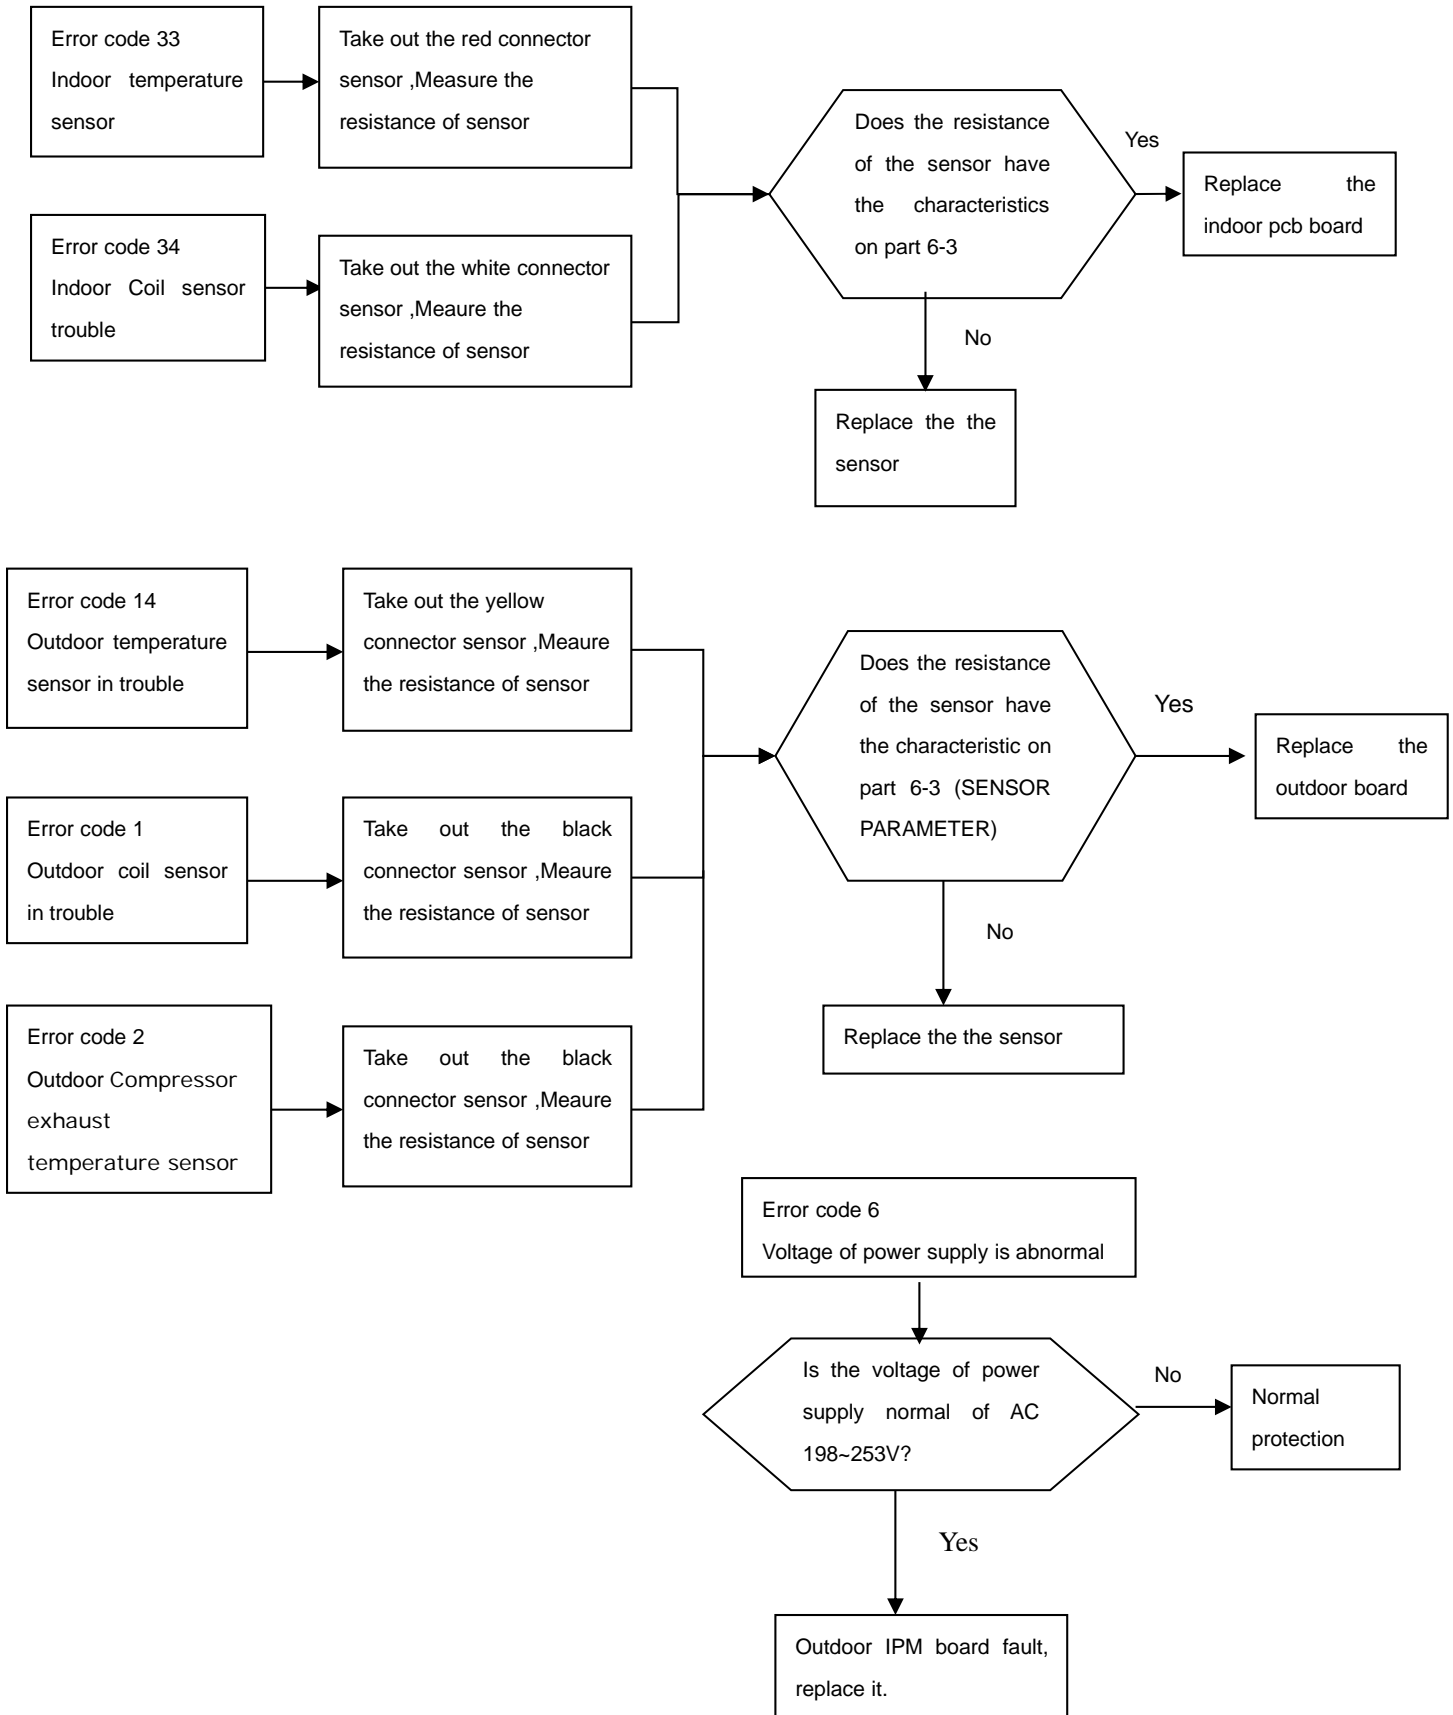 Error code 33
Indoor temperature
sensor
Take out the red connector
sensor ,Measure the
resistance of sensor
Does the resistance
of the sensor have
the characteristics
on part 6-3
Yes
Replace the
indoor pcb board
Error code 34
Indoor Coil sensor
trouble
Take out the white connector
sensor ,Meaure the
resistance of sensor
No
Replace the the
sensor
Error code 14
Outdoor temperature
sensor in trouble
Take out the yellow
connector sensor ,Meaure
the resistance of sensor
Does the resistance
of the sensor have
the characteristic on
part 6-3 (SENSOR
PARAMETER)
Yes
Replace the
outdoor board
Error code 1
Outdoor coil sensor
in trouble
Take out the black
connector sensor ,Meaure
the resistance of sensor
No
Replace the the sensor
Error code 2
Outdoor Compressor
exhaust
temperature sensor
Take out the black
connector sensor ,Meaure
the resistance of sensor
Error code 6
Voltage of power supply is abnormal
Is the voltage of power
supply normal of AC
198~253V?
No
Normal
protection
Yes
Outdoor IPM board fault,
replace it.